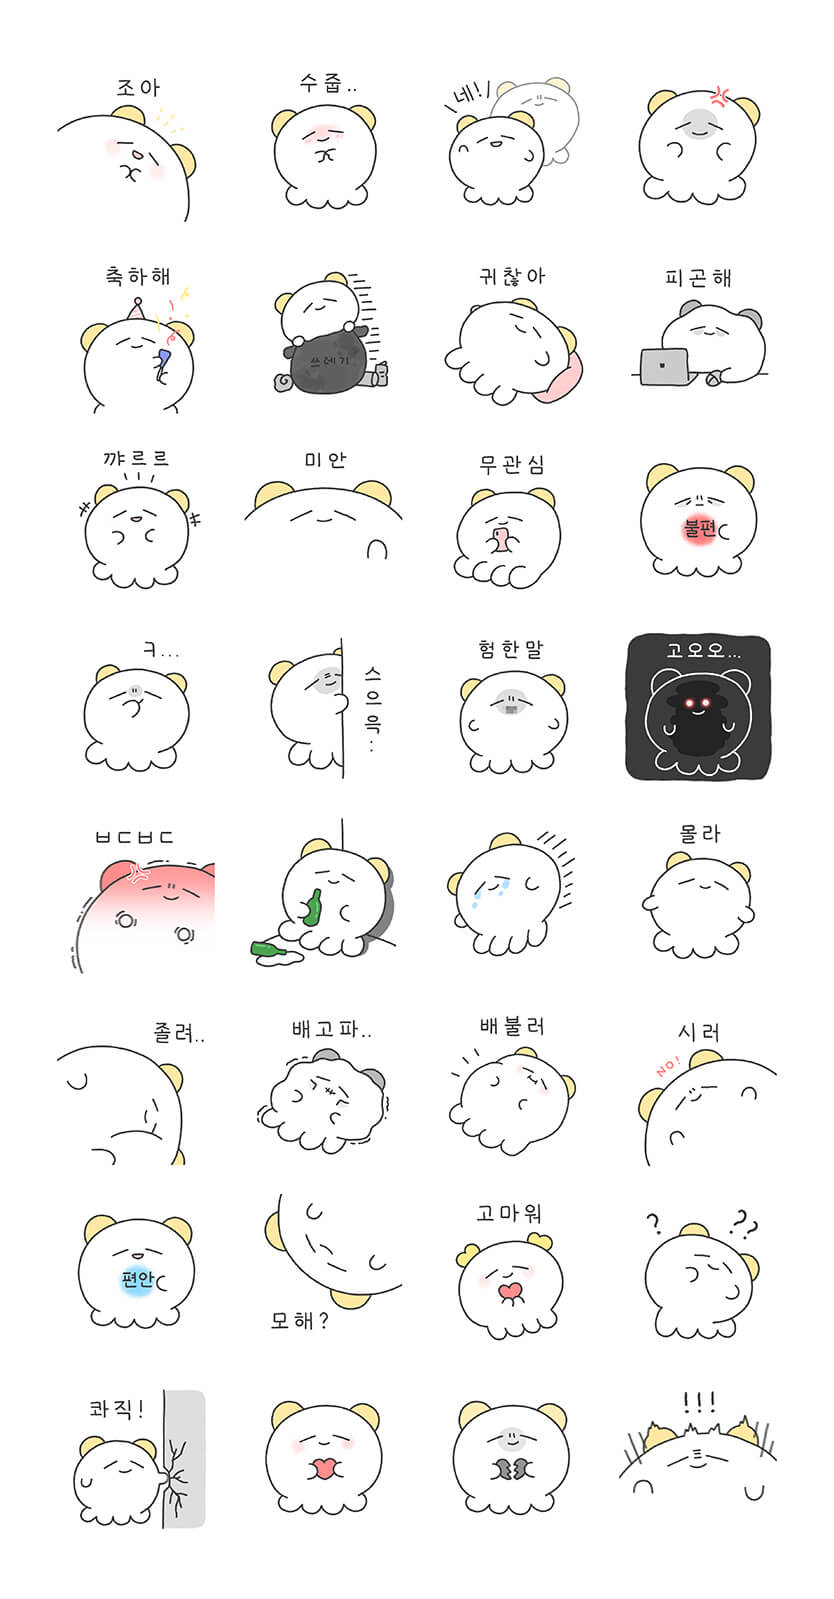 조아
수줍..
네!
축하해
쓰레기
귀찮아
피곤해
꺄르르
미안
무관심
불편
ㅋ...
스으윽..
험한말
고오오...
ㅂㄷㅂㄷ
몰라
졸려..
배고파..
배불러
시러
NO!
편안
모해?
고마워
? ??
콰직!
!!!